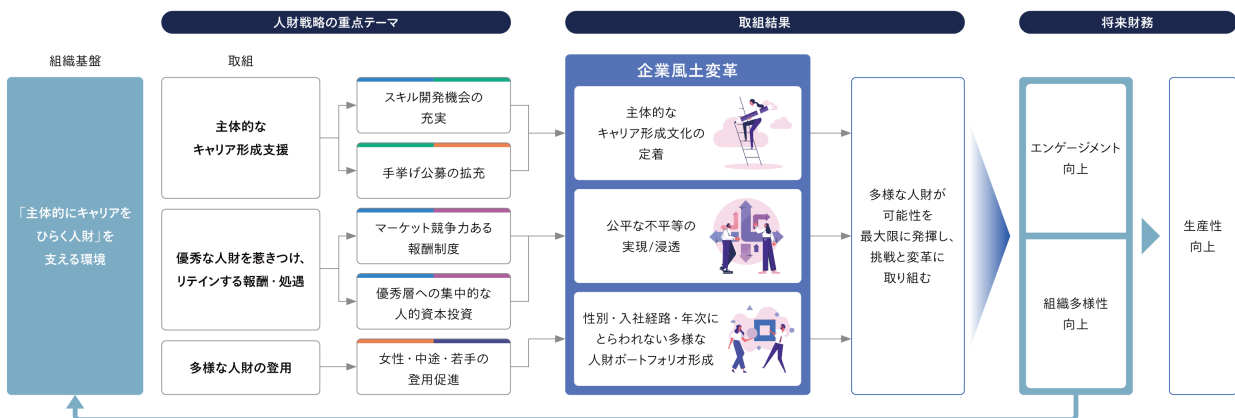 人財戦略の重点テーマ
取組結果
将来財務
組織基盤
取組
「主体的にキャリアを
ひらく人財」を
支える環境
主体的な
キャリア形成支援
スキル開発機会の
充実
手挙げ公募の拡充
優秀な人財を惹きつけ、
リテインする報酬・処遇
マーケット競争力ある
報酬制度
優秀層への集中的な
人的資本投資
多様な人財の登用
女性・中途・若手の
登用促進
企業風土変革
主体的な
キャリア形成文化の
定着
公平な不平等の
実現/浸透
性別・入社経路・年次に
とらわれない多様な
人財ポートフォリオ形成
多様な人財が
可能性を
最大限に発揮し、
挑戦と変革に
取り組む
エンゲージメント
向上
組織多様性
向上
生産性
向上